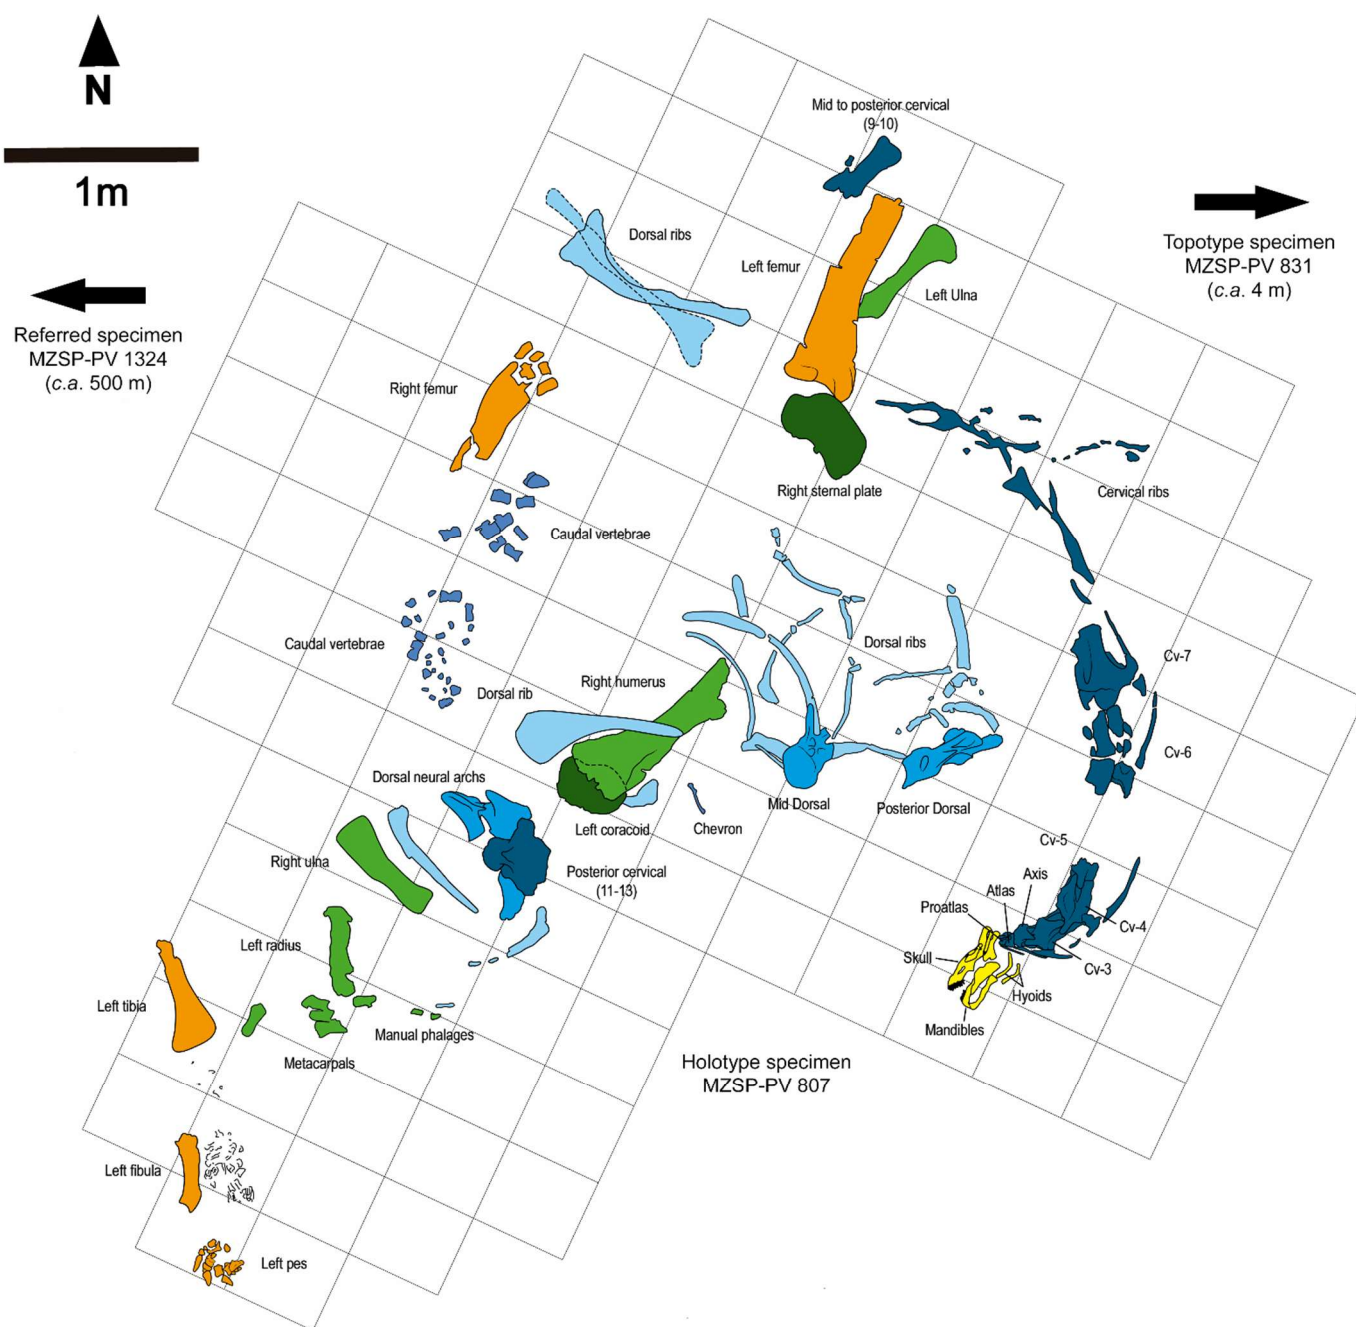 N
1m
Mid to posterior cervical
(9-10)
Dorsal ribs
Left femur
Left Ulna
Topotype specimen
MZSP-PV 831
(c.a. 4 m)
Referred specimen
MZSP-PV 1324
(c.a. 500 m)
Right femur
Right sternal plate
Cervical ribs
Caudal vertebrae
Caudal vertebrae
Dorsal ribs
Cv-7
Right humerus
Dorsal rib
Cv-6
Dorsal neural archs
Mid Dorsal
Posterior Dorsal
Left coracoid
Chevron
Cv-5
Right ulna
Posterior cervical
(11-13)
Axis
Atlas
Proatlas
Cv-4
Left radius
Skull
Cv-3
Hyoids
Left tibia
Mandibles
Manual phalages
Metacarpals
Holotype specimen
MZSP-PV 807
Left fibula
Left pes